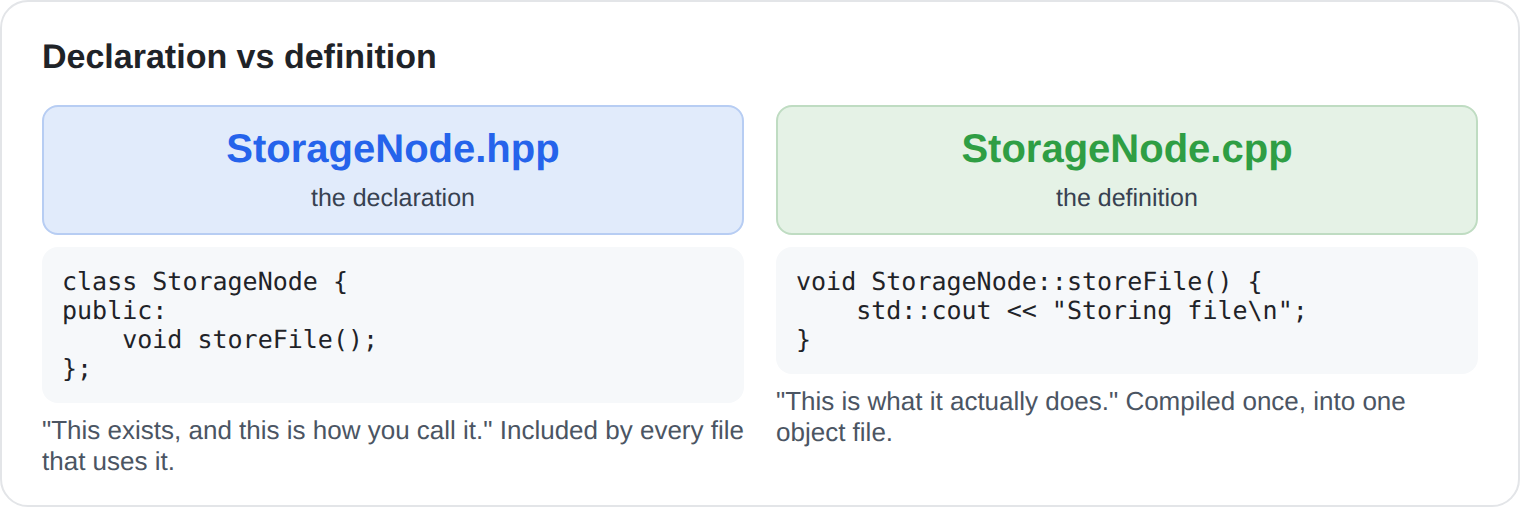 Declaration vs definition
StorageNode.hpp
the declaration
class StorageNode {
public:
    void storeFile();
};
"This exists, and this is how you call it." Included by every file
that uses it.
StorageNode.cpp
the definition
void StorageNode::storeFile() {
    std::cout << "Storing file\n";
}
"This is what it actually does." Compiled once, into one
object file.